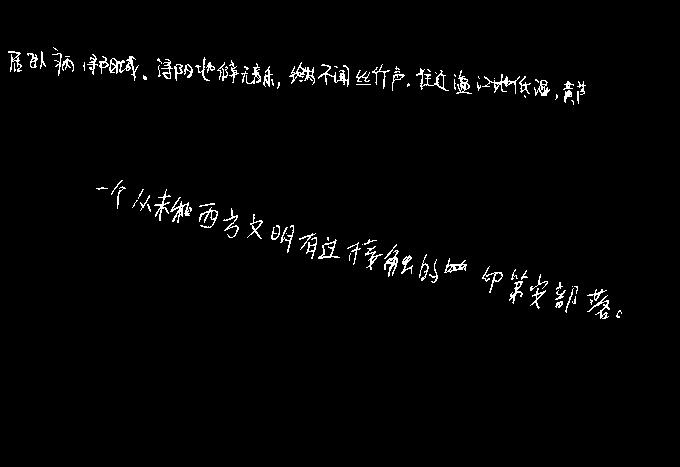 居卧病浔阳城。浔阳地僻无音乐，终岁不闻丝竹声。住近湓江地低湿，黄芦
一个从未和西方文明有过接触的印第安部落。